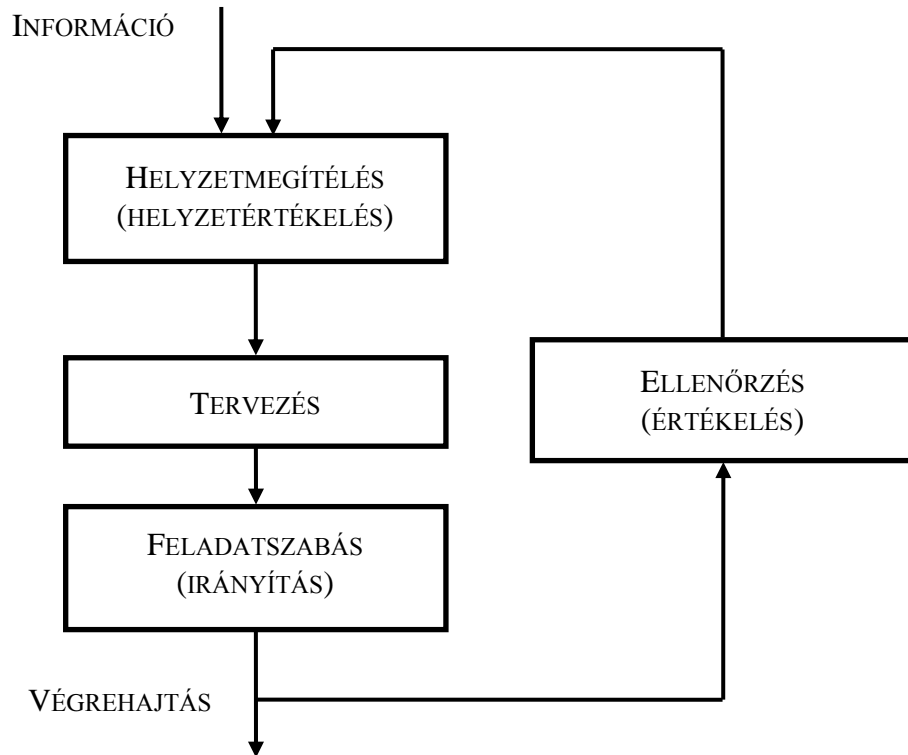 INFORMÁCIÓ
HELYZETMEGÍTÉLÉS
(HELYZETÉRTÉKELÉS)
TERVEZÉS
ELLENŐRZÉS
(ÉRTÉKELÉS)
FELADATSZABÁS
(IRÁNYÍTÁS)
VÉGREHAJTÁS